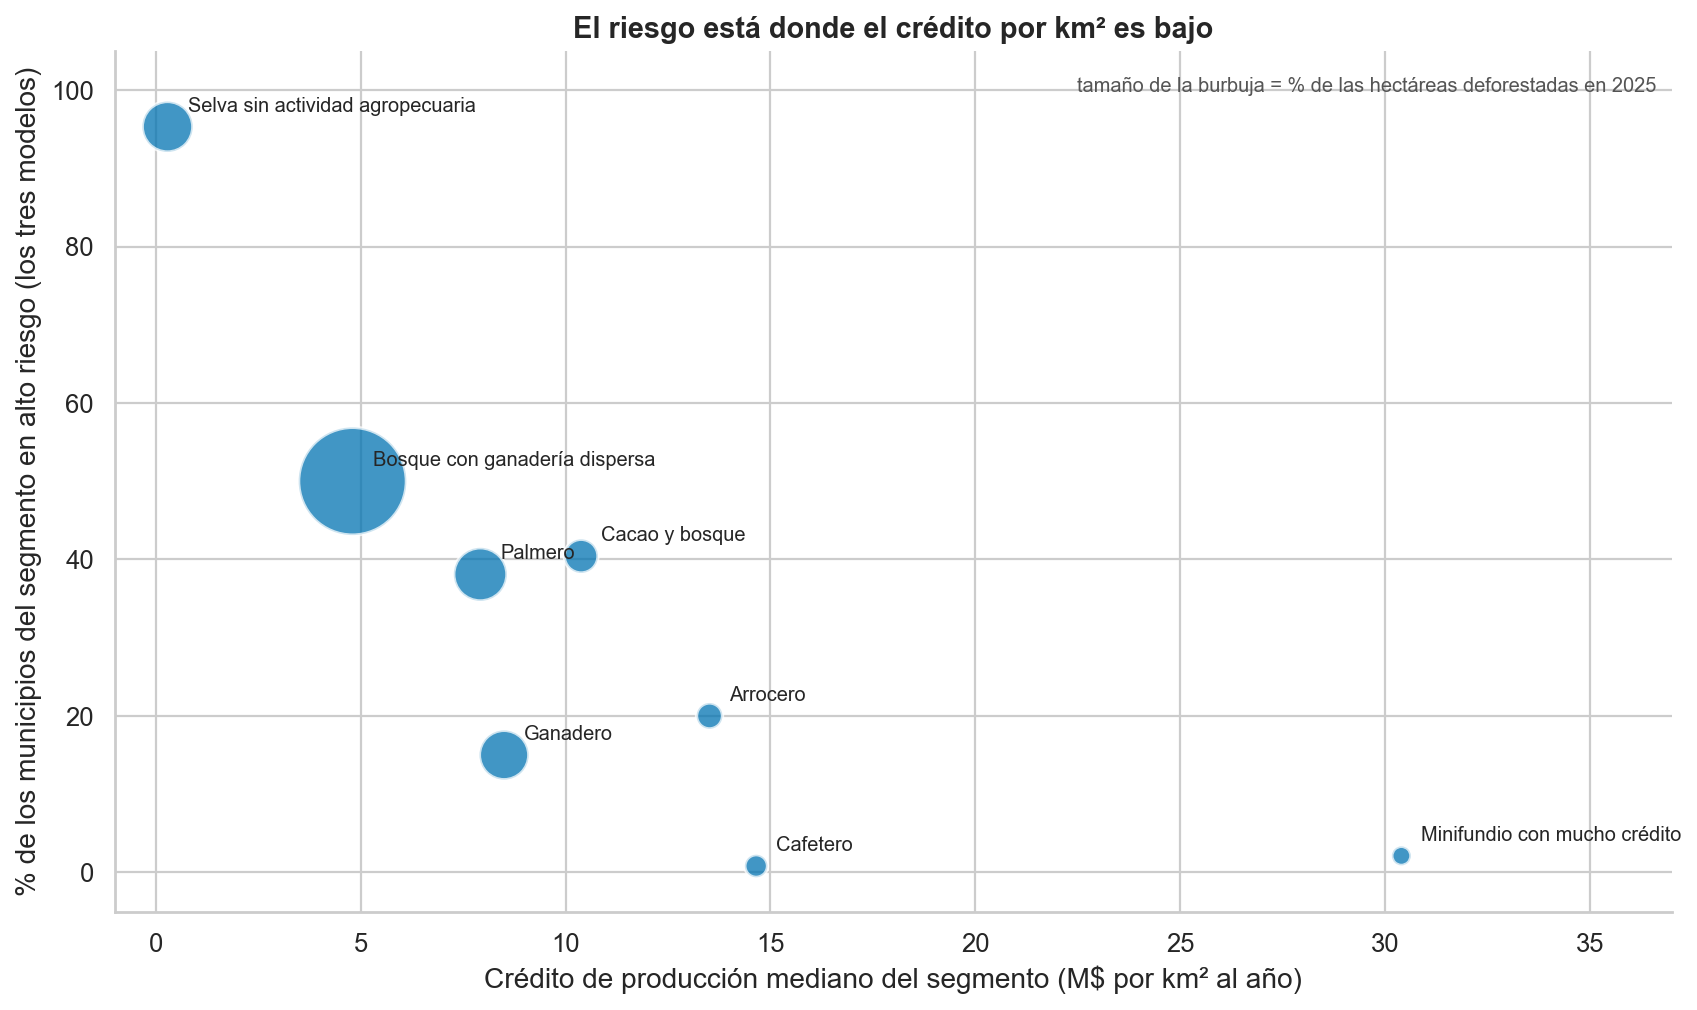 El riesgo está donde el crédito por km² es bajo
tamaño de la burbuja = % de las hectáreas deforestadas en 2025
% de los municipios del segmento en alto riesgo (los tres modelos)
100
80
60
40
20
0
Selva sin actividad agropecuaria
Bosque con ganadería dispersa
Cacao y bosque
Palmero
Arrocero
Ganadero
Minifundio con mucho crédito
Cafetero
0 5 10 15 20 25 30 35
Crédito de producción mediano del segmento (M$ por km² al año)